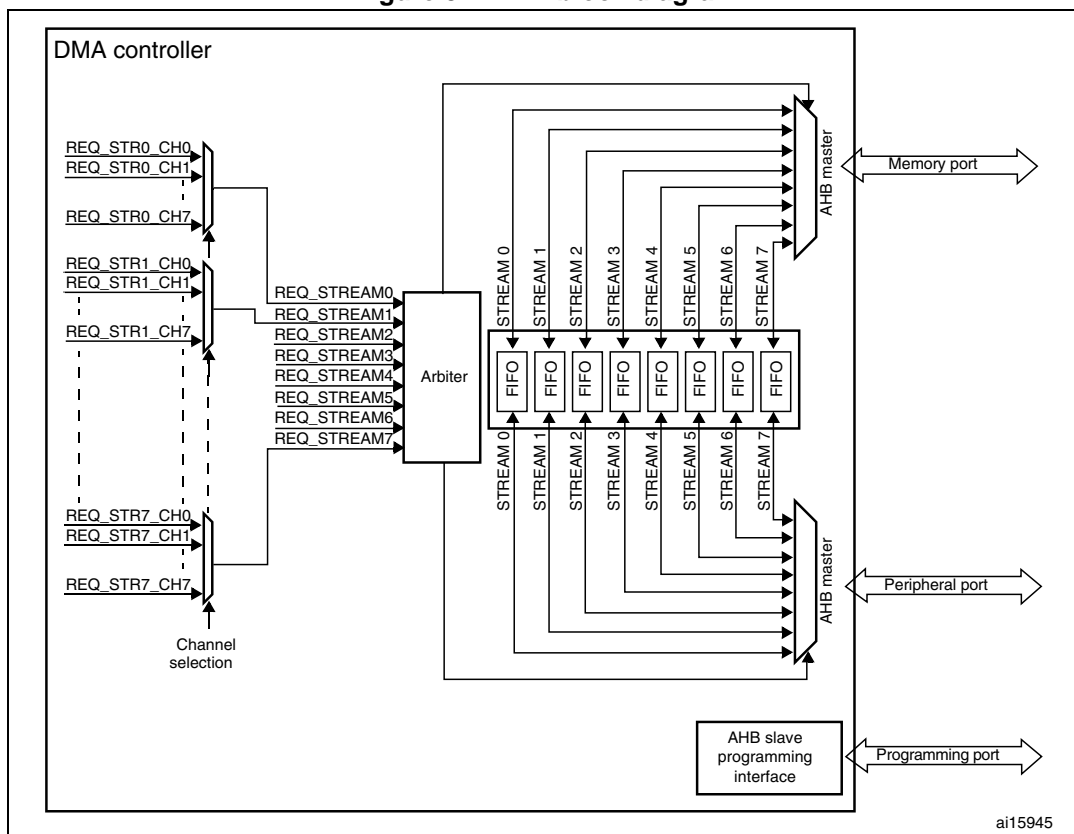 DMA controller
REQ_STR0_CH0
REQ_STR0_CH1
REQ_STR0_CH7
REQ_STR1_CH0
REQ_STR1_CH1
REQ_STR1_CH7
REQ_STR7_CH0
REQ_STR7_CH1
REQ_STR7_CH7
Channel
selection
REQ_STREAM0
REQ_STREAM1
REQ_STREAM2
REQ_STREAM3
REQ_STREAM4
REQ_STREAM5
REQ_STREAM6
REQ_STREAM7
Arbiter
STREAM 0
STREAM 1
STREAM 2
STREAM 3
STREAM 4
STREAM 5
STREAM 6
STREAM 7
FIFO
FIFO
FIFO
FIFO
FIFO
FIFO
FIFO
FIFO
STREAM 0
STREAM 1
STREAM 2
STREAM 3
STREAM 4
STREAM 5
STREAM 6
STREAM 7
AHB master
Memory port
AHB master
Peripheral port
AHB slave
programming
interface
Programming port
ai15945